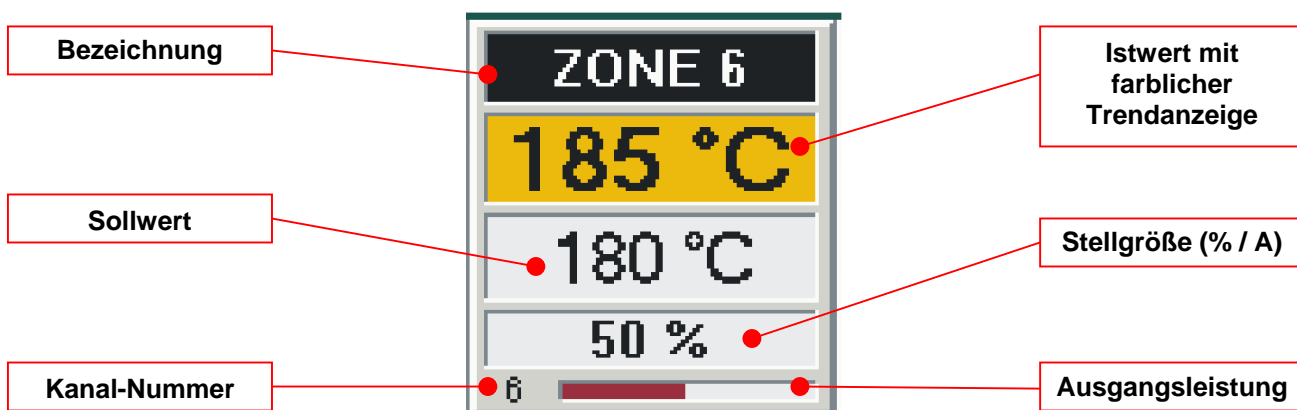 Bezeichnung
ZONE 6
Istwert mit
farblicher
Trendanzeige
185 °C
Sollwert
180 °C
Stellgröße (% / A)
50 %
Kanal-Nummer
6
Ausgangsleistung